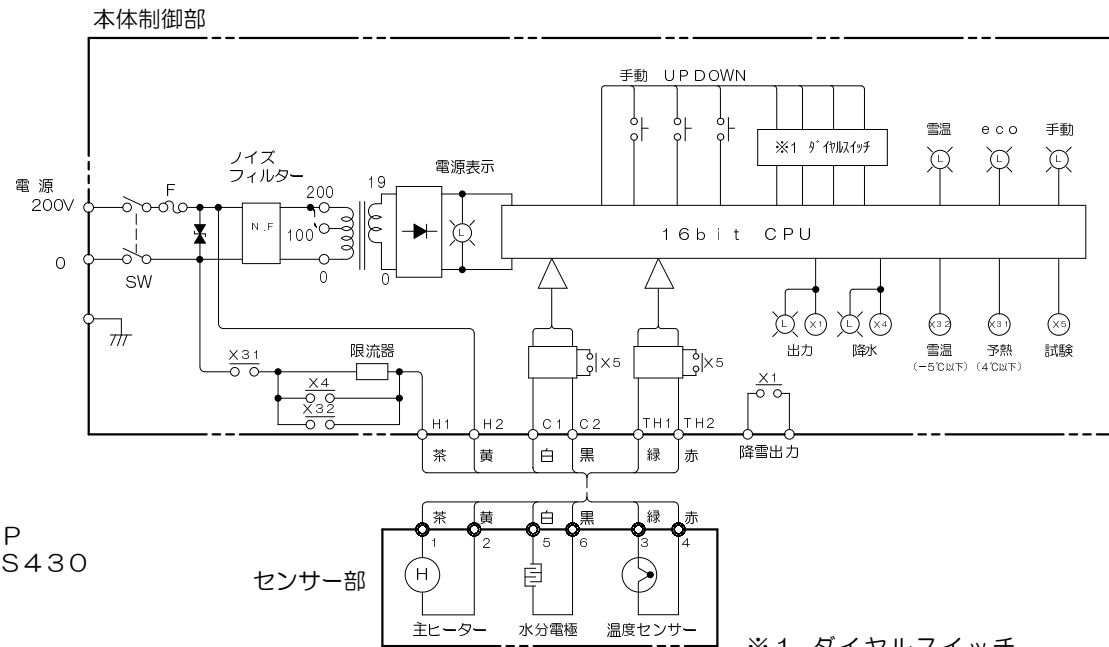 本体制御部
手動 UP DOWN
※1 ダイヤルスイッチ
雪温 eco 手動
L L L
電源
200V
0
F
SW
ノイズ
フィルター
N.F
200
100
0
19
0
電源表示
L
16bit CPU
L X1 L X4 X32 X31 X5
出力 降水 雪温 予熱 試験
(-5℃以下) (4℃以下)
X5 X5
X31
限流器
X4
X32
X1
H1 H2 C1 C2 TH1 TH2
降雪出力
茶 黄 白 黒 緑 赤
茶 黄 白 黒 緑 赤
1 2 5 6 3 4
P
S430
センサー部
H
主ヒーター 水分電極 温度センサー
※1 ダイヤルスイッチ